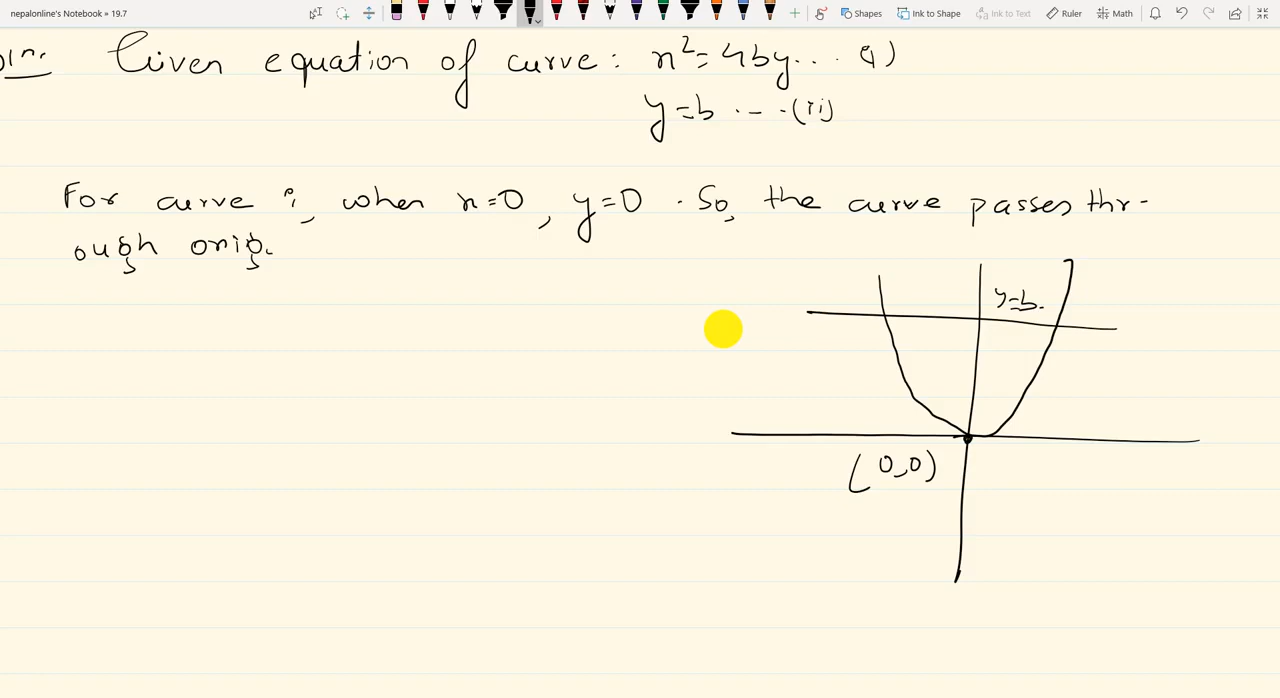 nepalonline's Notebook » 19.7
Shapes Ink to Shape Ink to Text Ruler Math
Given equation of curve: x²=4by... (i)
y=b ... (ii)
For curve i, when x=0, y=0. So, the curve passes thr-
ough orig.
y=b.
(0,0)